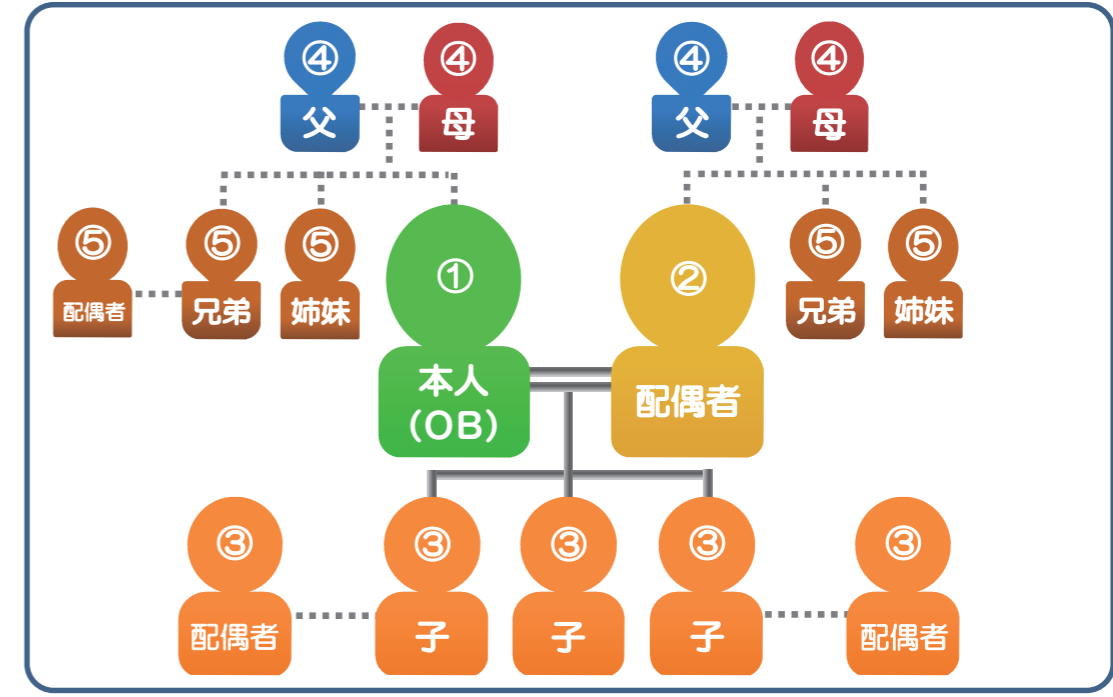 ④ ④ ④ ④
父 母 父 母
⑤ ⑤ ⑤ ① ② ⑤ ⑤
配偶者 兄弟 姉妹 兄弟 姉妹
本人
(OB)
配偶者
③ ③ ③ ③ ③
配偶者 子 子 子 配偶者